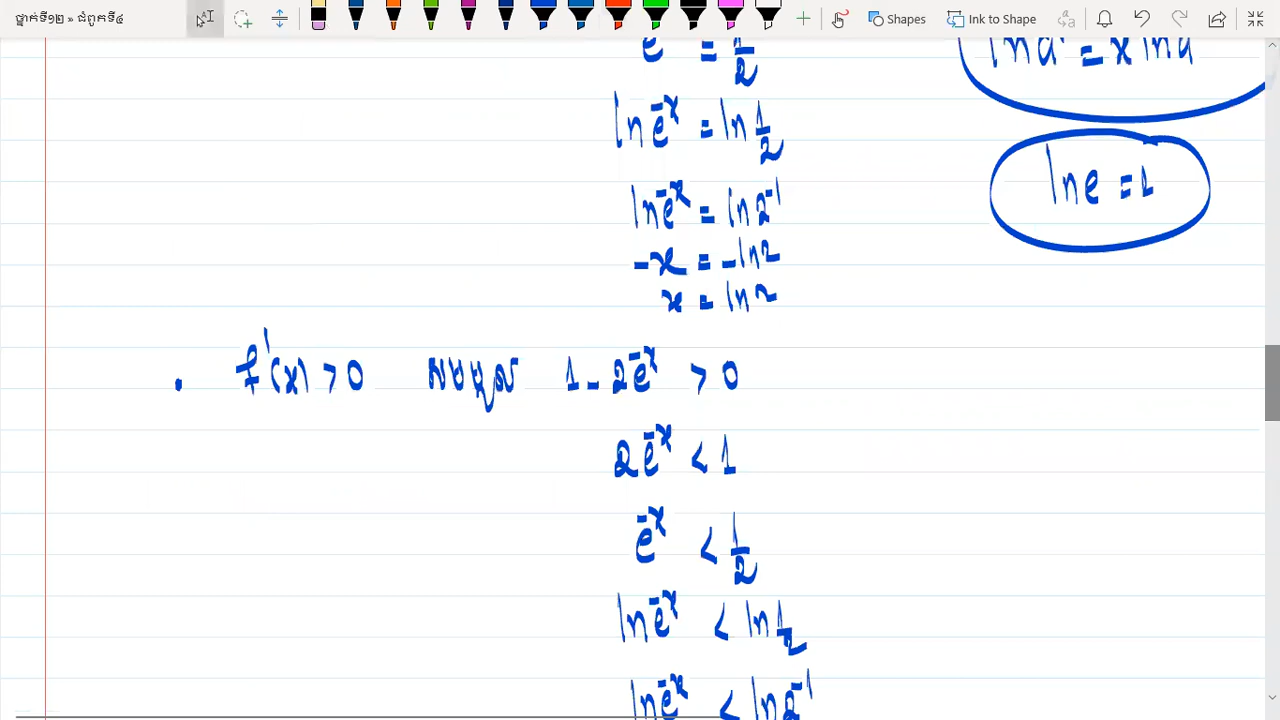 ថ្នាក់ទី១២ » ជំពូកទី៤
Shapes
Ink to Shape
e = 1/2
ln aˣ = x ln a
ln e⁻ˣ = ln 1/2
ln e = 1
ln e⁻ˣ = ln 2⁻¹
-x = -ln 2
x = ln 2
• f'(x) > 0 សមមូល 1 - 2e⁻ˣ > 0
2e⁻ˣ < 1
e⁻ˣ < 1/2
ln e⁻ˣ < ln 1/2
ln e⁻ˣ < ln 2⁻¹